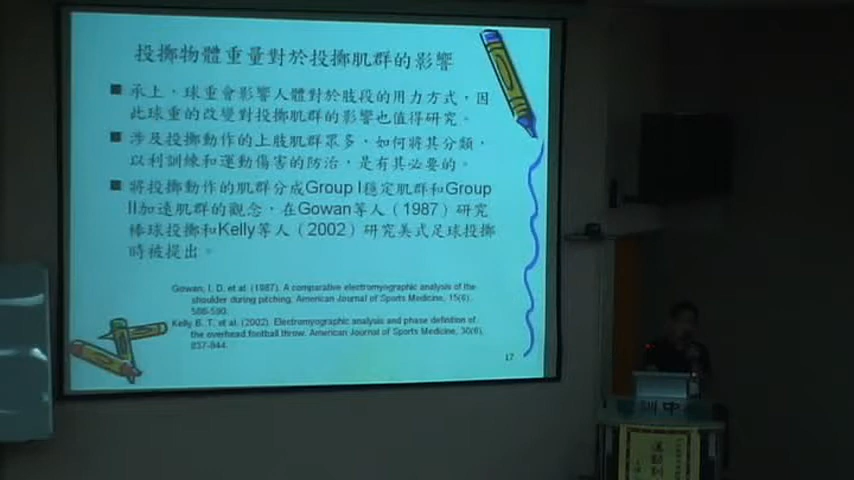 投擲物體重量對於投擲肌群的影響
承上,球重會影響人體對於肢段的用力方式,因
此球重的改變對投擲肌群的影響也值得研究。
涉及投擲動作的上肢肌群眾多,如何將其分類,
以利訓練和運動傷害的防治,是有其必要的。
將投擲動作的肌群分成Group I穩定肌群和Group
II加速肌群的觀念,在Gowan等人(1987)研究
棒球投擲和Kelly等人(2002)研究美式足球投擲
時被提出。
Gowan, I. D. et al. (1987). A comparative electromyographic analysis of the
shoulder during pitching. American Journal of Sports Medicine, 15(6),
586-590.
Kelly B. T., et al. (2002). Electromyographic analysis and phase definition of
the overhead football throw. American Journal of Sports Medicine, 30(6),
837-844.
17
訓中